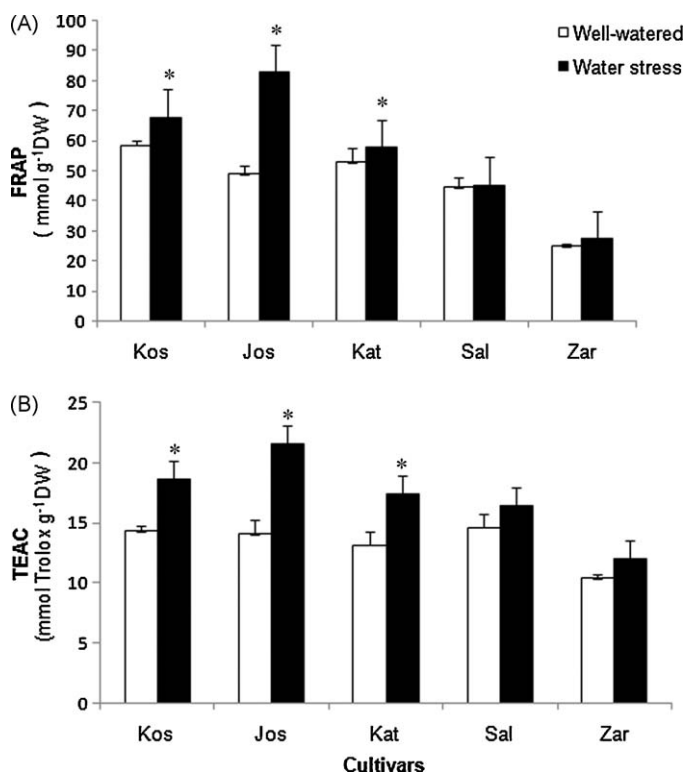 (A)
Well-watered
Water stress
FRAP
( mmol g⁻¹DW )
100
90
80
70
60
50
40
30
20
10
0
*
*
*
Kos Jos Kat Sal Zar
(B)
TEAC
(mmol Trolox g⁻¹DW)
25
20
15
10
5
0
*
*
*
Kos Jos Kat Sal Zar
Cultivars